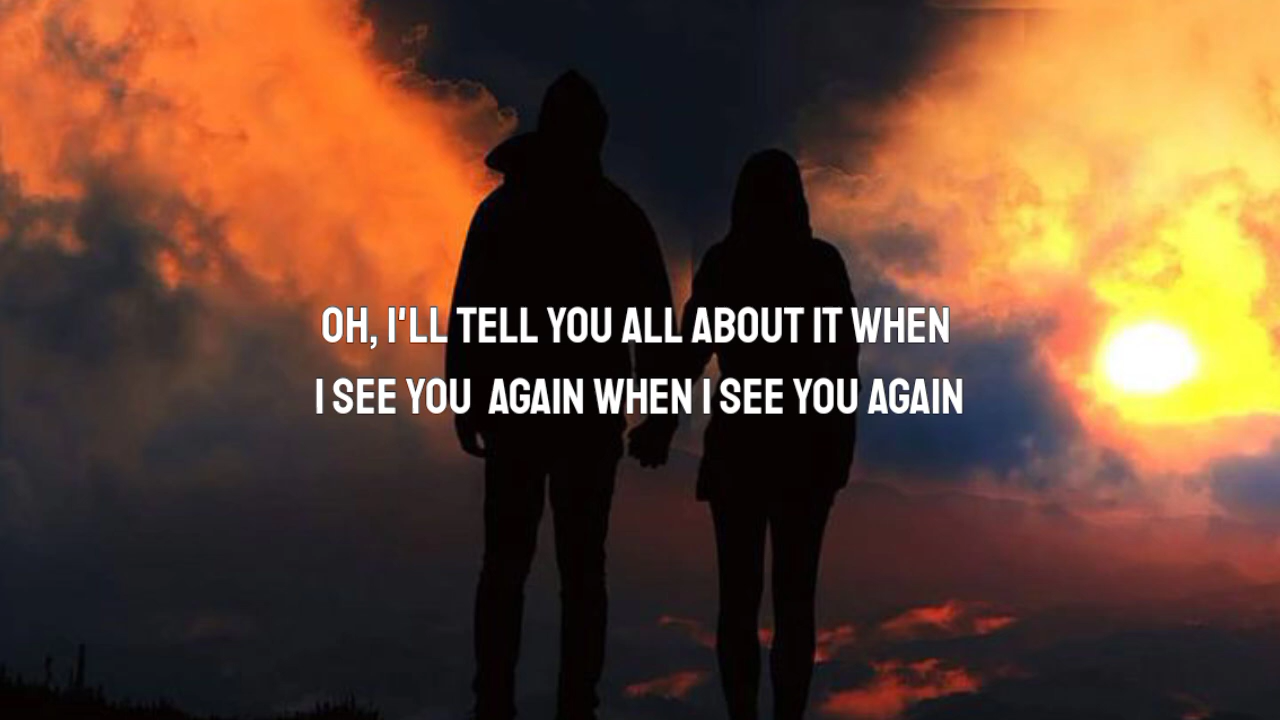 OH, I'LL TELL YOU ALL ABOUT IT WHEN
I SEE YOU  AGAIN WHEN I SEE YOU AGAIN